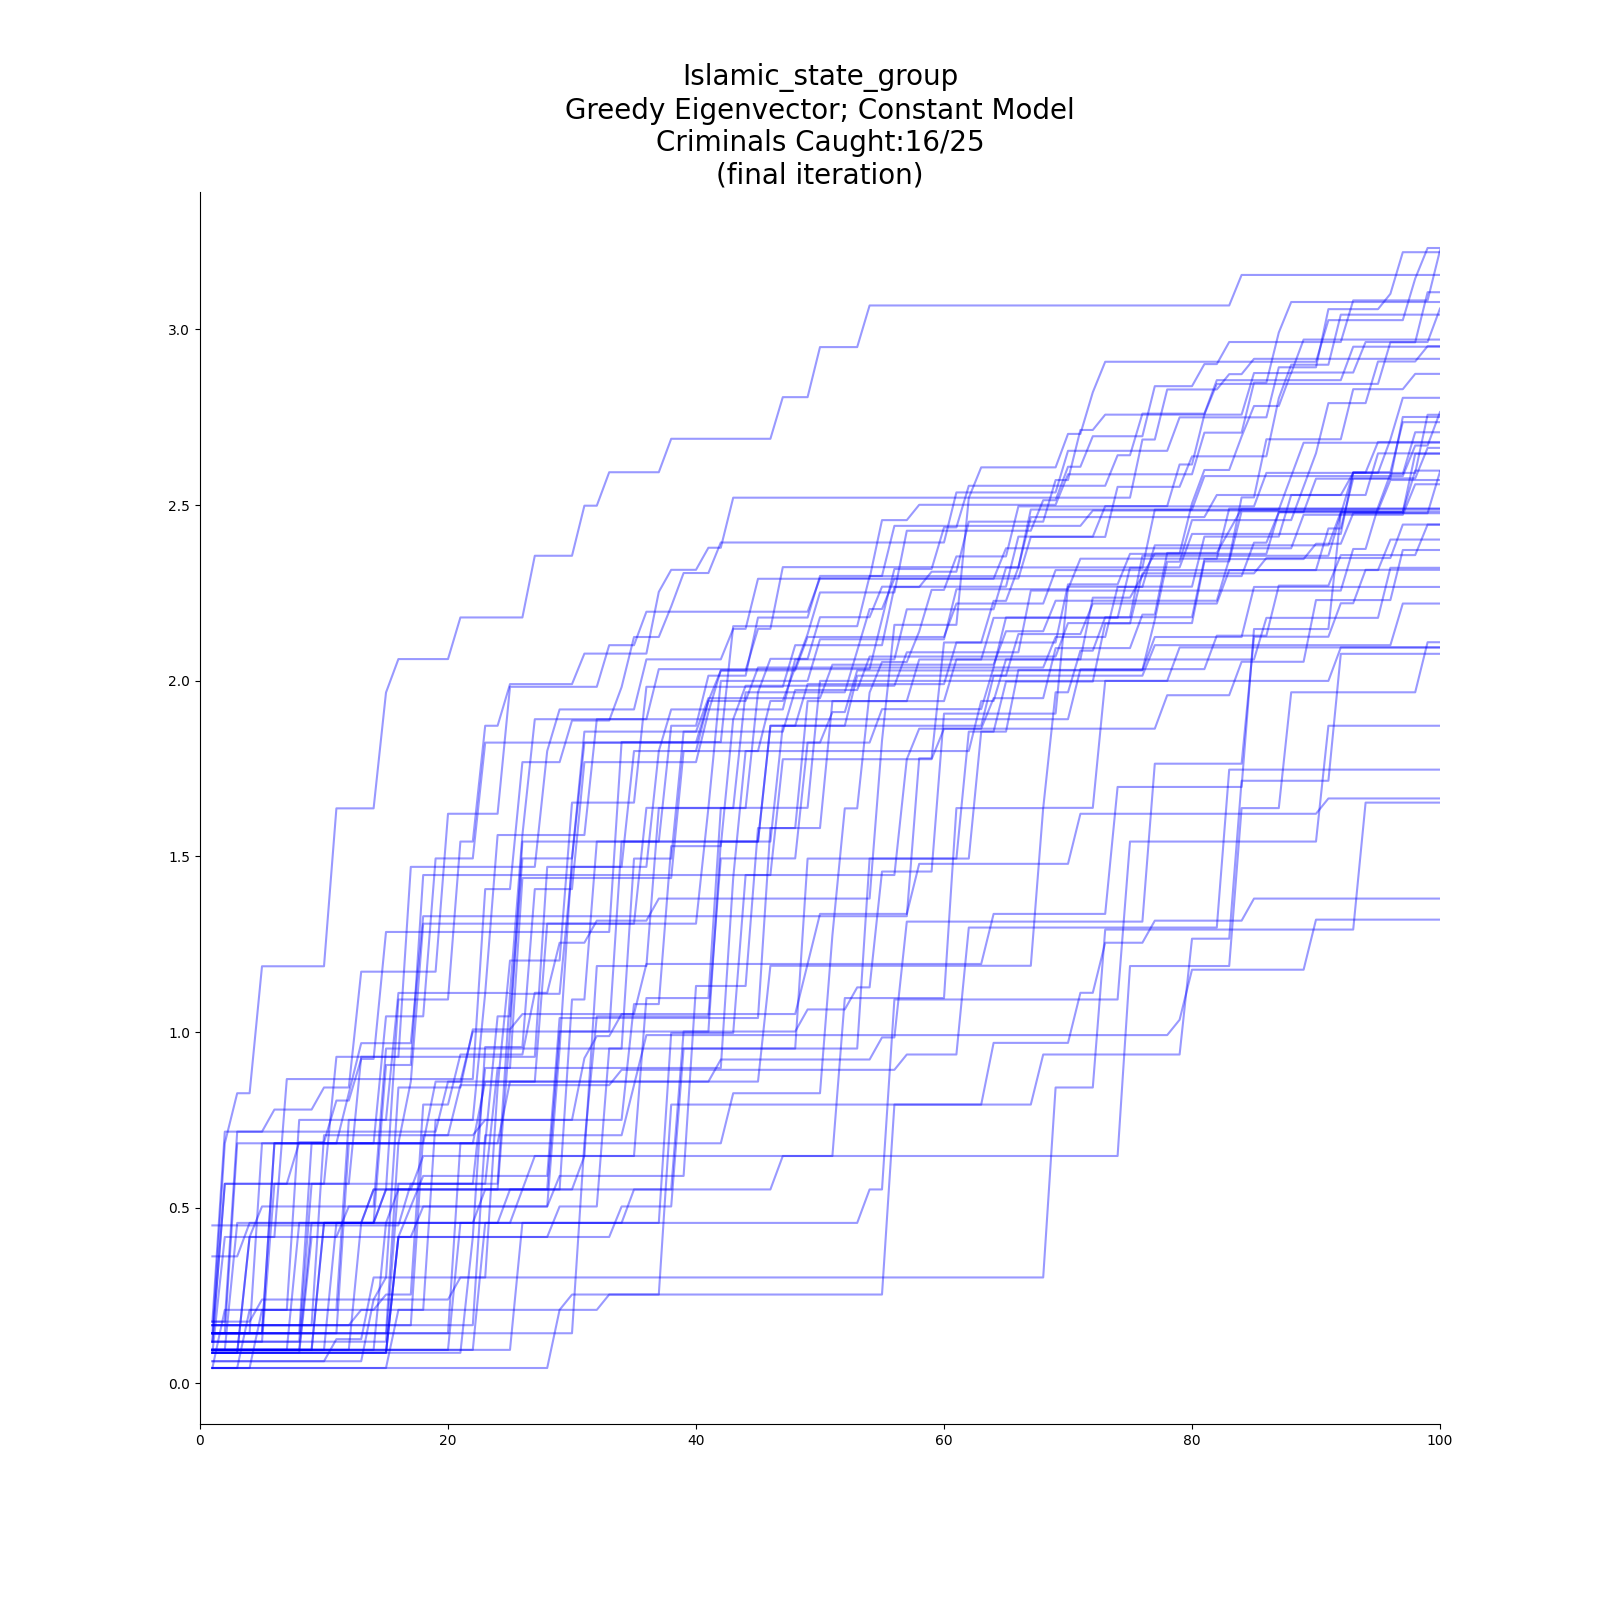 Islamic_state_group
Greedy Eigenvector; Constant Model
Criminals Caught:16/25
(final iteration)
3.0
2.5
2.0
1.5
1.0
0.5
0.0
0 20 40 60 80 100